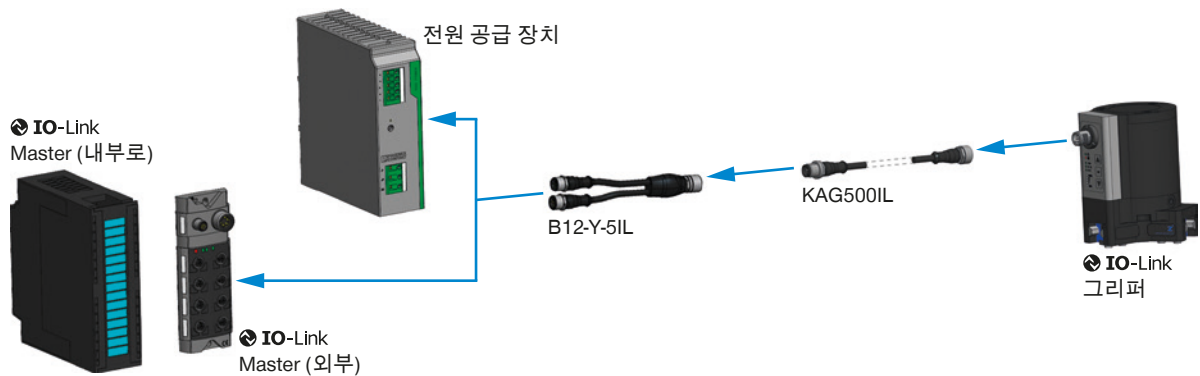 전원 공급 장치
IO-Link
Master (내부로)
KAG500IL
B12-Y-5IL
IO-Link
그리퍼
IO-Link
Master (외부)